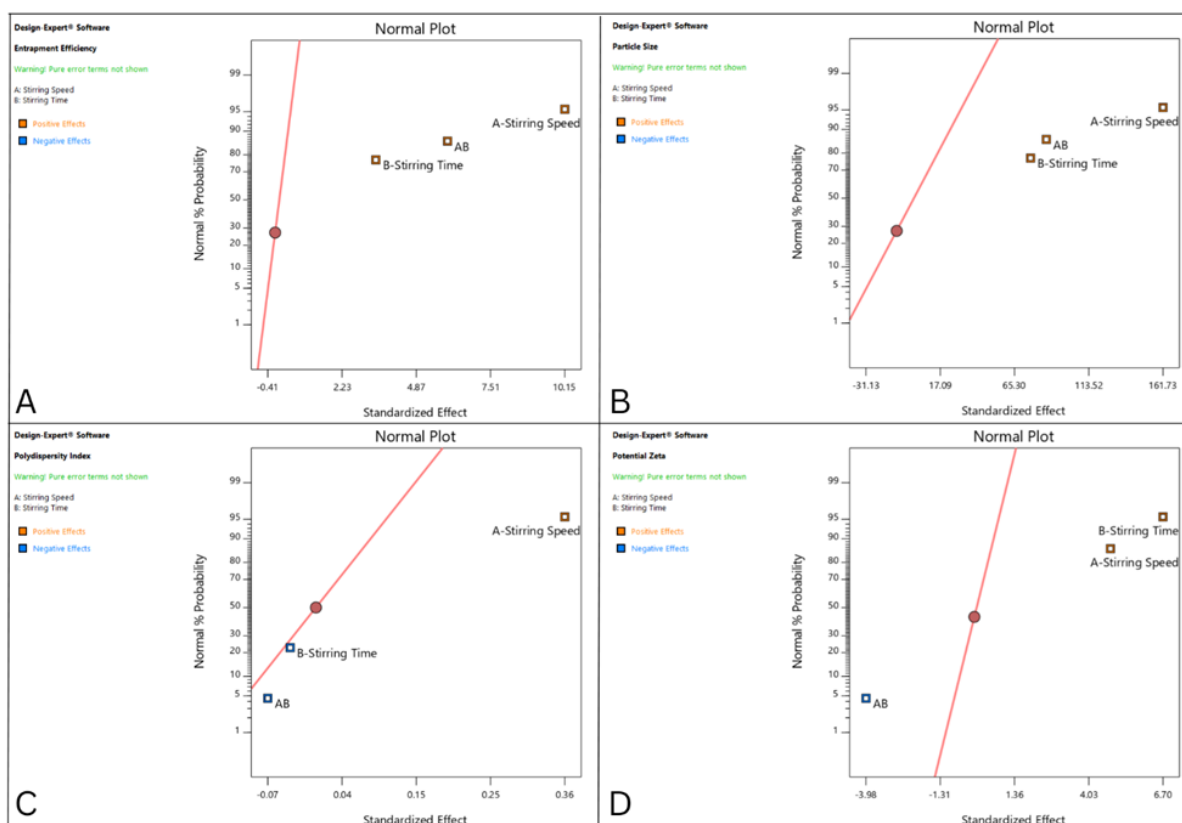 Design-Expert® Software
Entrapment Efficiency
Warning! Pure error terms not shown
A: Stirring Speed
B: Stirring Time
Positive Effects
Negative Effects
Normal Plot
Normal % Probability
99
95
90
80
70
50
30
20
10
5
1
A-Stirring Speed
AB
B-Stirring Time
-0.41 2.23 4.87 7.51 10.15
Standardized Effect
A
Design-Expert® Software
Particle Size
Warning! Pure error terms not shown
A: Stirring Speed
B: Stirring Time
Positive Effects
Negative Effects
Normal Plot
Normal % Probability
99
95
90
80
70
50
30
20
10
5
1
A-Stirring Speed
AB
B-Stirring Time
-31.13 17.09 65.30 113.52 161.73
Standardized Effect
B
Design-Expert® Software
Polydispersity Index
Warning! Pure error terms not shown
A: Stirring Speed
B: Stirring Time
Positive Effects
Negative Effects
Normal Plot
Normal % Probability
99
95
90
80
70
50
30
20
10
5
1
A-Stirring Speed
B-Stirring Time
AB
-0.07 0.04 0.15 0.25 0.36
Standardized Effect
C
Design-Expert® Software
Potential Zeta
Warning! Pure error terms not shown
A: Stirring Speed
B: Stirring Time
Positive Effects
Negative Effects
Normal Plot
Normal % Probability
99
95
90
80
70
50
30
20
10
5
1
B-Stirring Time
A-Stirring Speed
AB
-3.98 -1.31 1.36 4.03 6.70
Standardized Effect
D